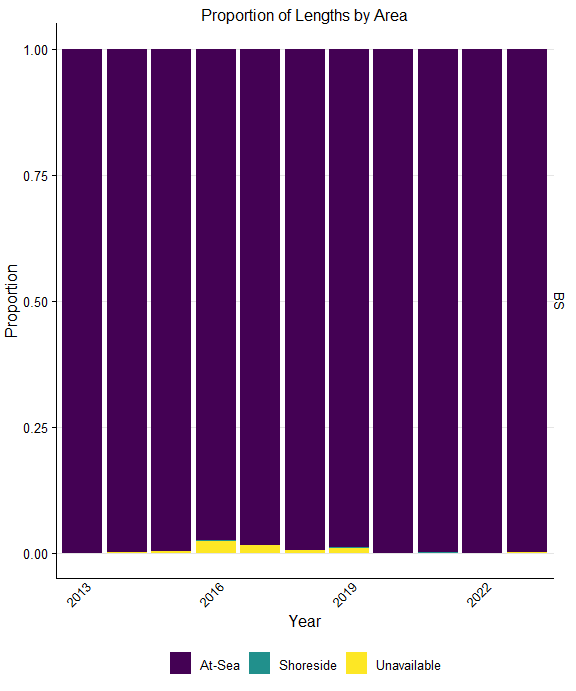 Proportion of Lengths by Area
Proportion
1.00
0.75
0.50
0.25
0.00
BS
2013
2016
2019
2022
Year
At-Sea
Shoreside
Unavailable